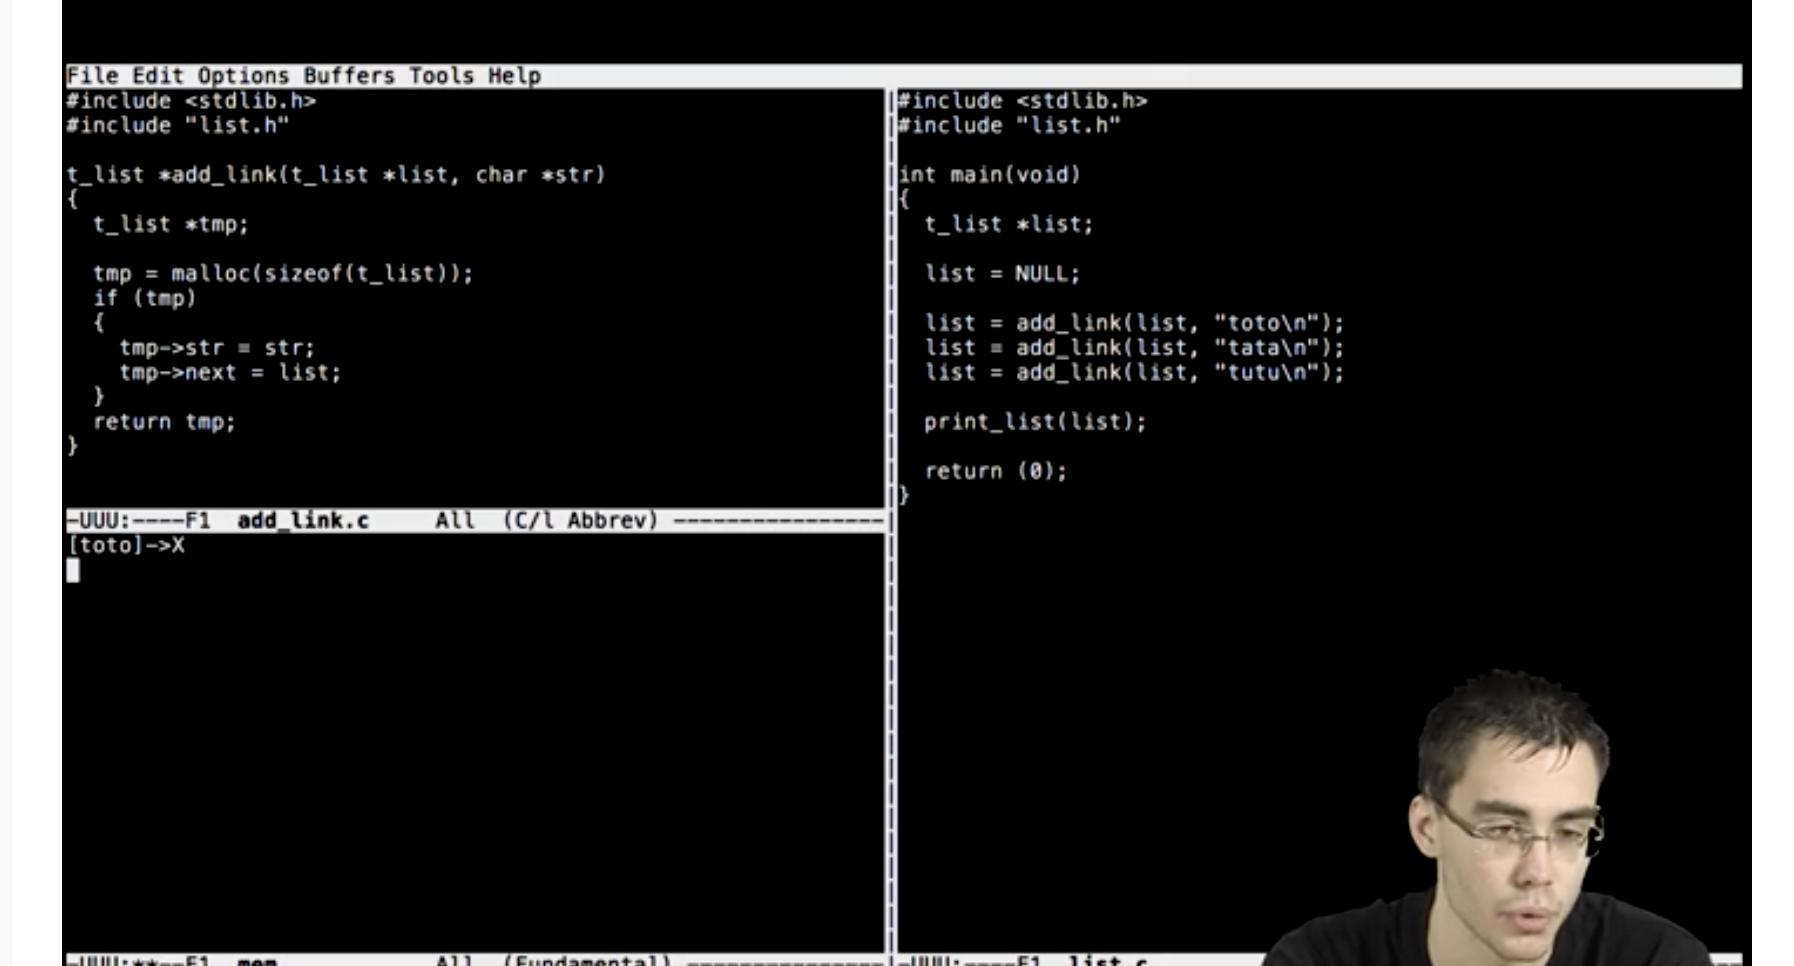 File Edit Options Buffers Tools Help
#include <stdlib.h>
#include "list.h"
t_list *add_link(t_list *list, char *str)
{
t_list *tmp;
tmp = malloc(sizeof(t_list));
if (tmp)
{
tmp->str = str;
tmp->next = list;
}
return tmp;
}
-UUU:----F1 add_link.c All (C/l Abbrev) ----------------
[toto]->X
-UUU:**--F1 mem All (Fundamental) ---------------
#include <stdlib.h>
#include "list.h"
int main(void)
{
t_list *list;
list = NULL;
list = add_link(list, "toto\n");
list = add_link(list, "tata\n");
list = add_link(list, "tutu\n");
print_list(list);
return (0);
}
-UUU:----F1 list.c